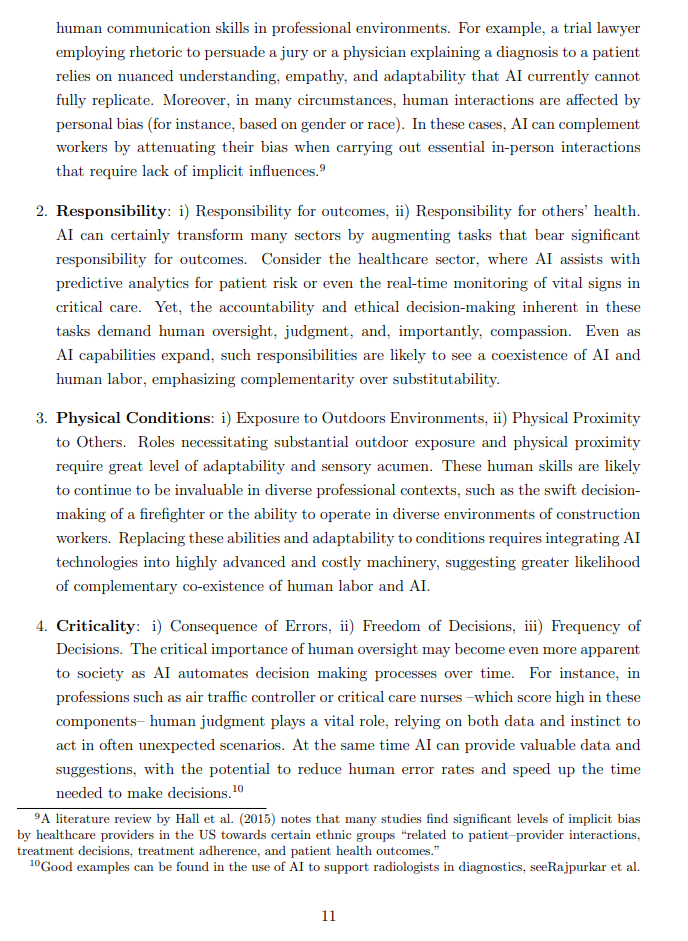 human communication skills in professional environments. For example, a trial lawyer
employing rhetoric to persuade a jury or a physician explaining a diagnosis to a patient
relies on nuanced understanding, empathy, and adaptability that AI currently cannot
fully replicate. Moreover, in many circumstances, human interactions are affected by
personal bias (for instance, based on gender or race). In these cases, AI can complement
workers by attenuating their bias when carrying out essential in-person interactions
that require lack of implicit influences.⁹
2. Responsibility: i) Responsibility for outcomes, ii) Responsibility for others' health.
AI can certainly transform many sectors by augmenting tasks that bear significant
responsibility for outcomes. Consider the healthcare sector, where AI assists with
predictive analytics for patient risk or even the real-time monitoring of vital signs in
critical care. Yet, the accountability and ethical decision-making inherent in these
tasks demand human oversight, judgment, and, importantly, compassion. Even as
AI capabilities expand, such responsibilities are likely to see a coexistence of AI and
human labor, emphasizing complementarity over substitutability.
3. Physical Conditions: i) Exposure to Outdoors Environments, ii) Physical Proximity
to Others. Roles necessitating substantial outdoor exposure and physical proximity
require great level of adaptability and sensory acumen. These human skills are likely
to continue to be invaluable in diverse professional contexts, such as the swift decision-
making of a firefighter or the ability to operate in diverse environments of construction
workers. Replacing these abilities and adaptability to conditions requires integrating AI
technologies into highly advanced and costly machinery, suggesting greater likelihood
of complementary co-existence of human labor and AI.
4. Criticality: i) Consequence of Errors, ii) Freedom of Decisions, iii) Frequency of
Decisions. The critical importance of human oversight may become even more apparent
to society as AI automates decision making processes over time. For instance, in
professions such as air traffic controller or critical care nurses –which score high in these
components– human judgment plays a vital role, relying on both data and instinct to
act in often unexpected scenarios. At the same time AI can provide valuable data and
suggestions, with the potential to reduce human error rates and speed up the time
needed to make decisions.¹⁰
⁹A literature review by Hall et al. (2015) notes that many studies find significant levels of implicit bias
by healthcare providers in the US towards certain ethnic groups “related to patient–provider interactions,
treatment decisions, treatment adherence, and patient health outcomes.”
¹⁰Good examples can be found in the use of AI to support radiologists in diagnostics, seeRajpurkar et al.
11